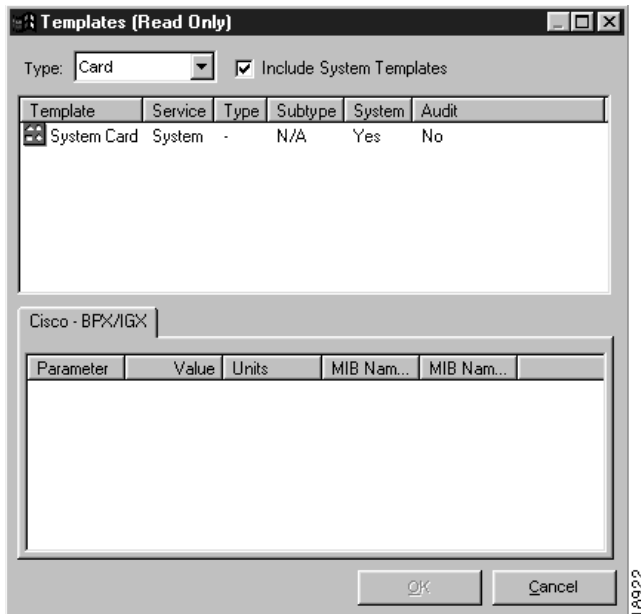 Templates (Read Only)
Type: Card Include System Templates
Template Service Type Subtype System Audit
System Card System - N/A Yes No
Cisco - BPX/IGX
Parameter Value Units MIB Nam... MIB Nam...
OK Cancel
18922